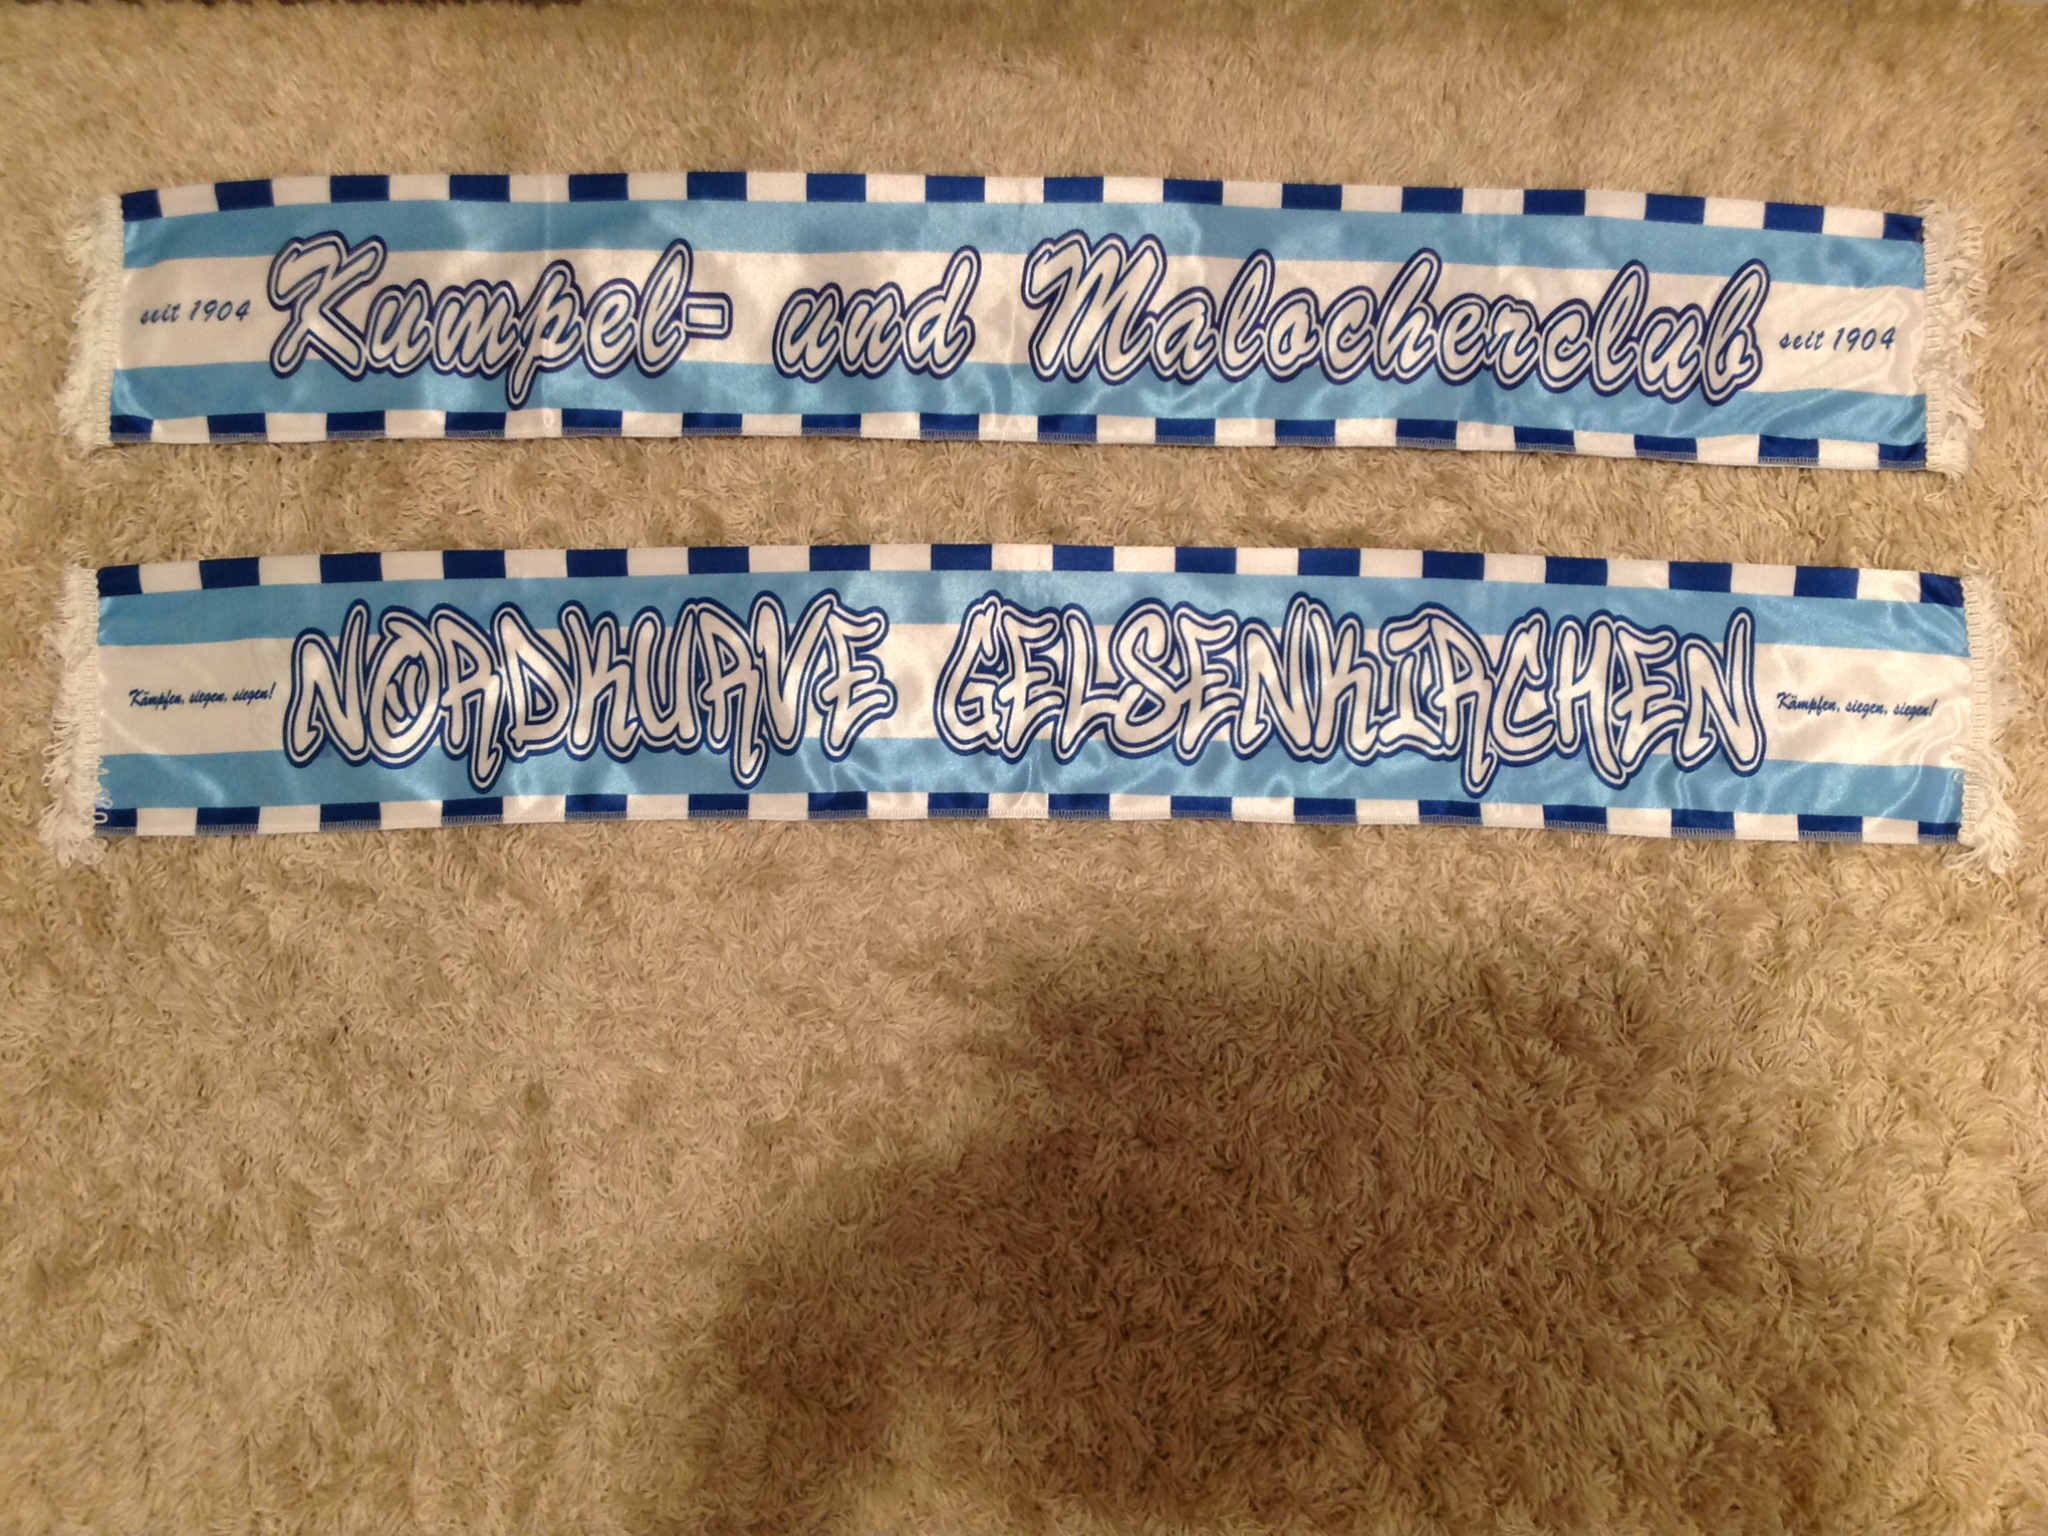 seit 1904 Kumpel- und Malocherclub seit 1904
Kämpfen, siegen, siegen! NORDKURVE GELSENKIRCHEN Kämpfen, siegen, siegen!